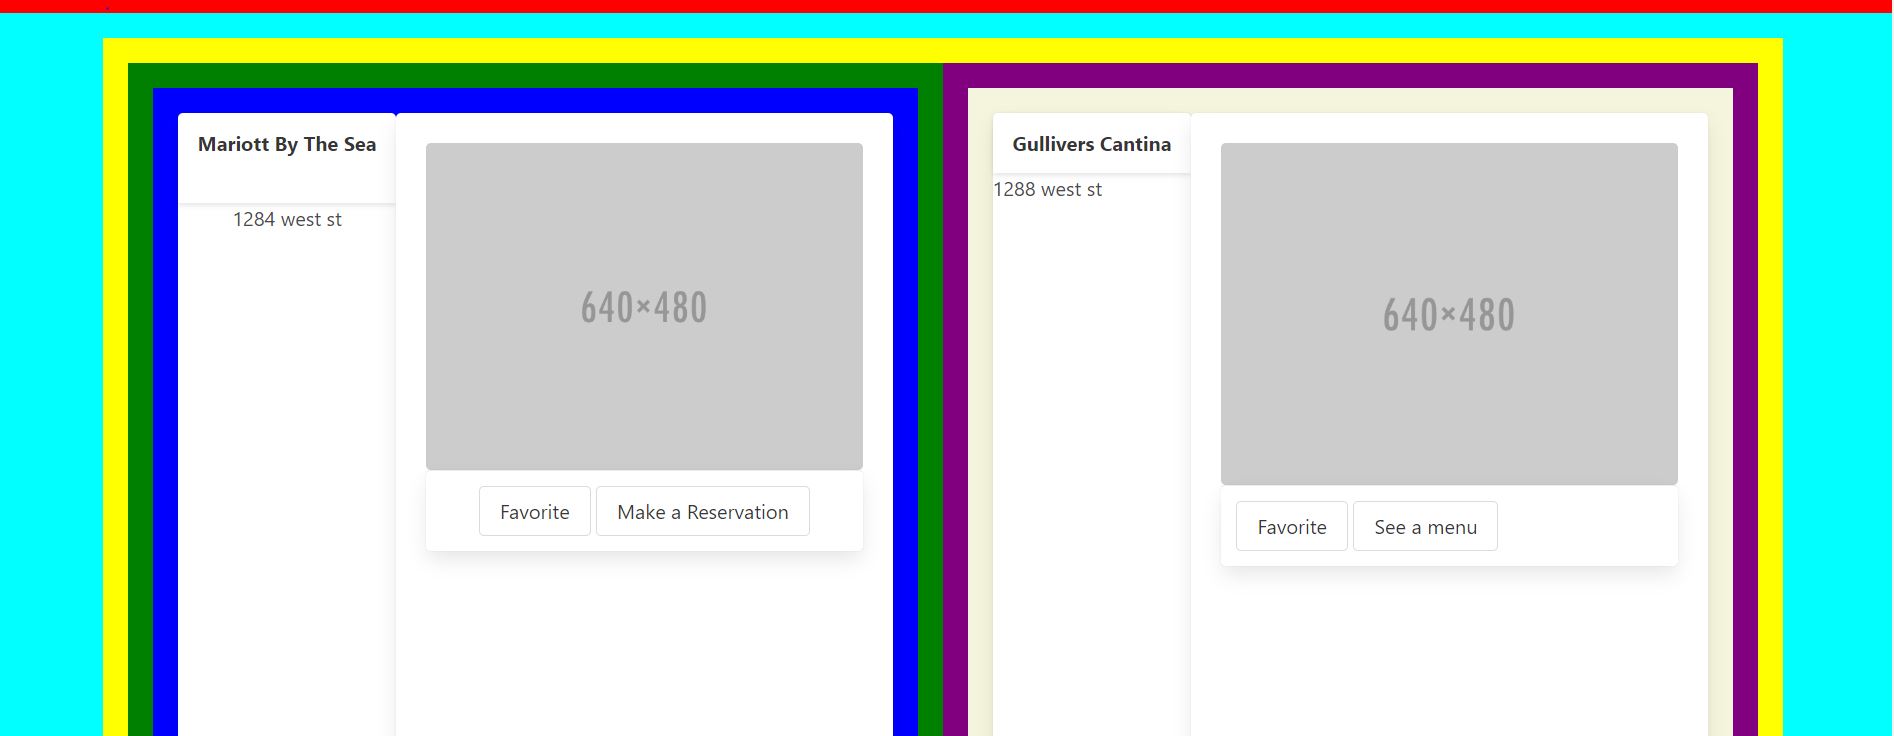 Mariott By The Sea
1284 west st
640×480
Favorite
Make a Reservation
Gullivers Cantina
1288 west st
640×480
Favorite
See a menu